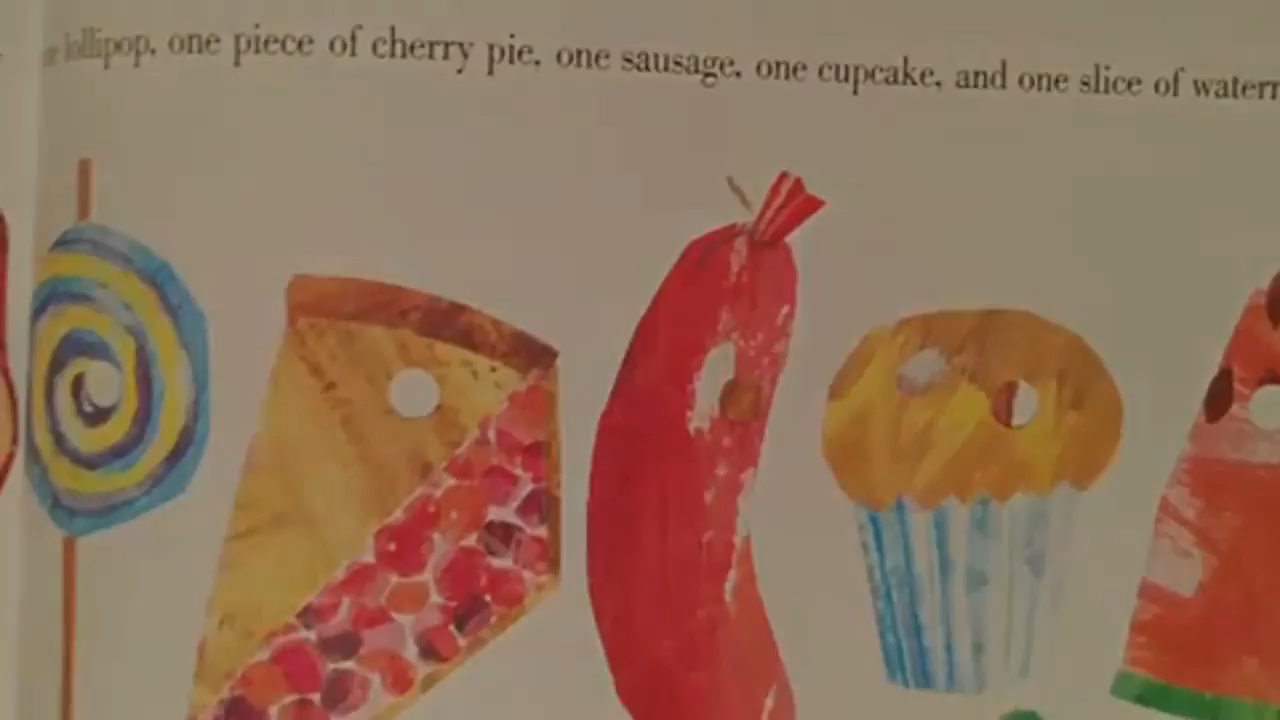 lollipop, one piece of cherry pie, one sausage, one cupcake, and one slice of